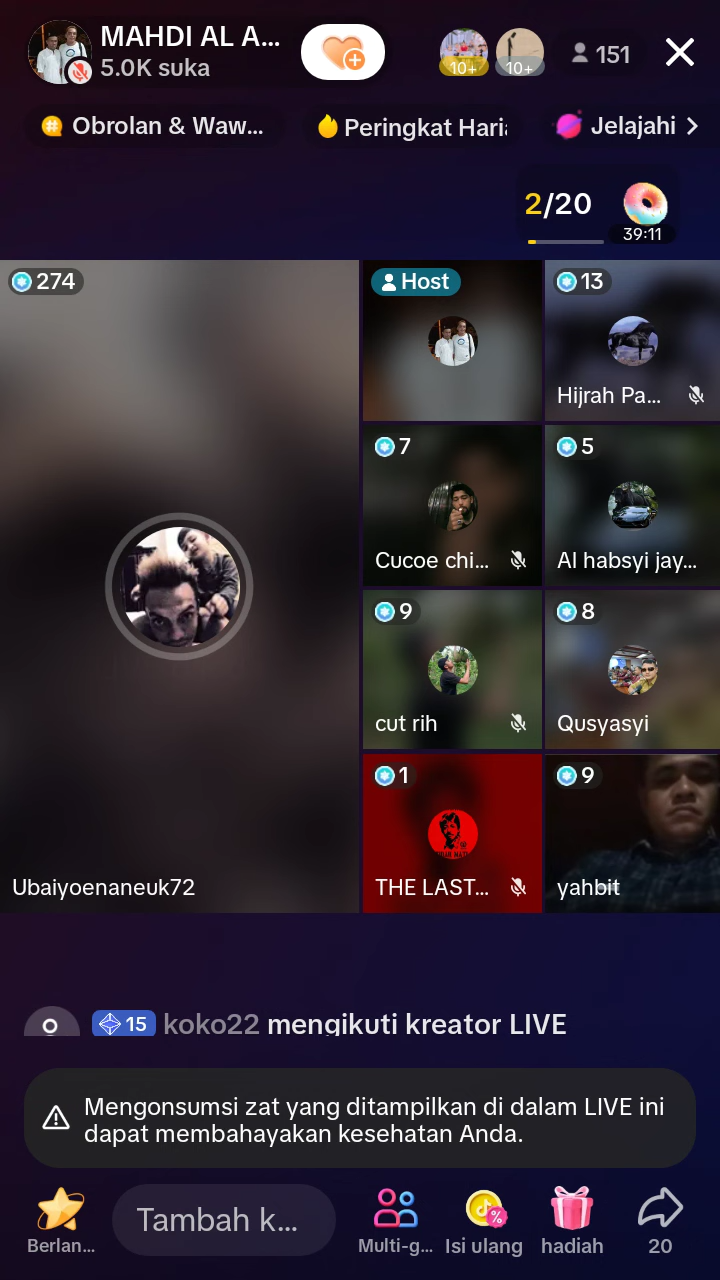 MAHDI AL A...
5.0K suka
10+
10+
151
Obrolan & Waw...
Peringkat Hari
Jelajahi
2/20
39:11
274
Host
13
Hijrah Pa...
7
5
Cucoe chi...
Al habsyi jay...
9
8
cut rih
Qusyasyi
1
9
Ubaiyoenaneuk72
THE LAST...
yahbit
15 koko22 mengikuti kreator LIVE
Mengonsumsi zat yang ditampilkan di dalam LIVE ini
dapat membahayakan kesehatan Anda.
Tambah k...
Berlan...
Multi-g...
Isi ulang
hadiah
20